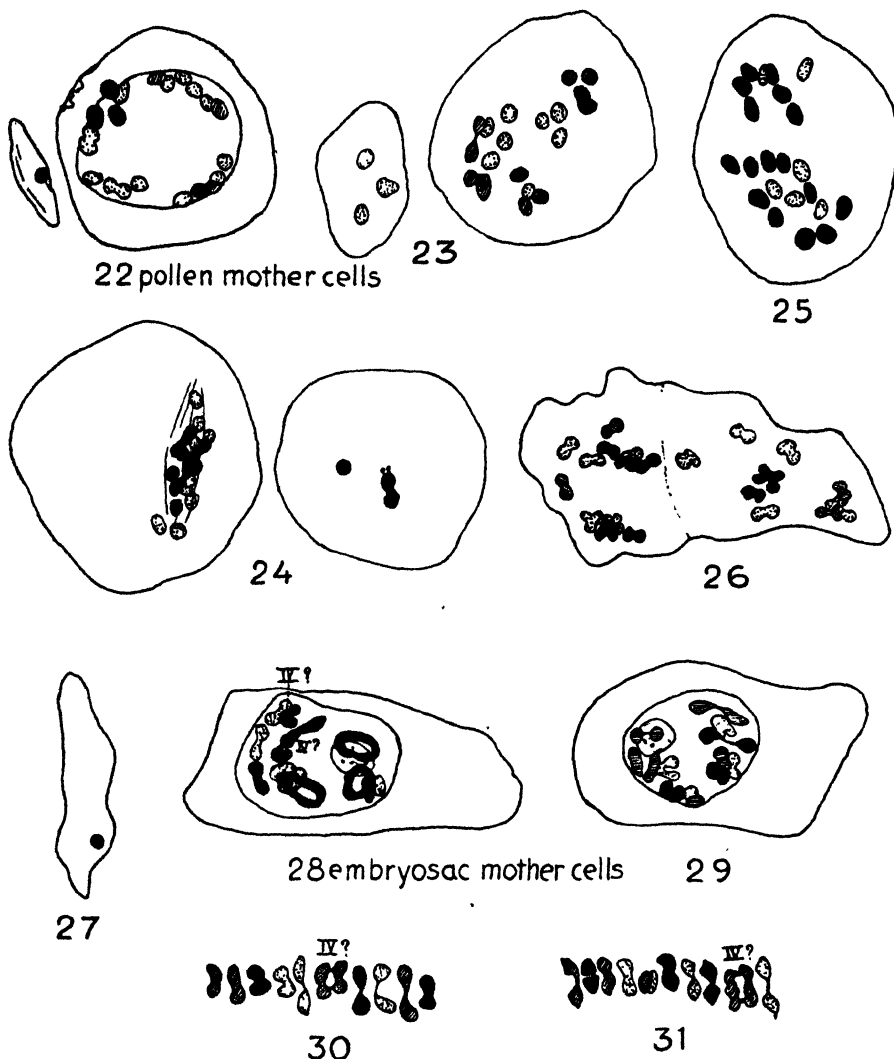 22 pollen mother cells
23
25
24
26
IV?
IV?
27
28 embryosac mother cells
29
IV?
30
IV?
31